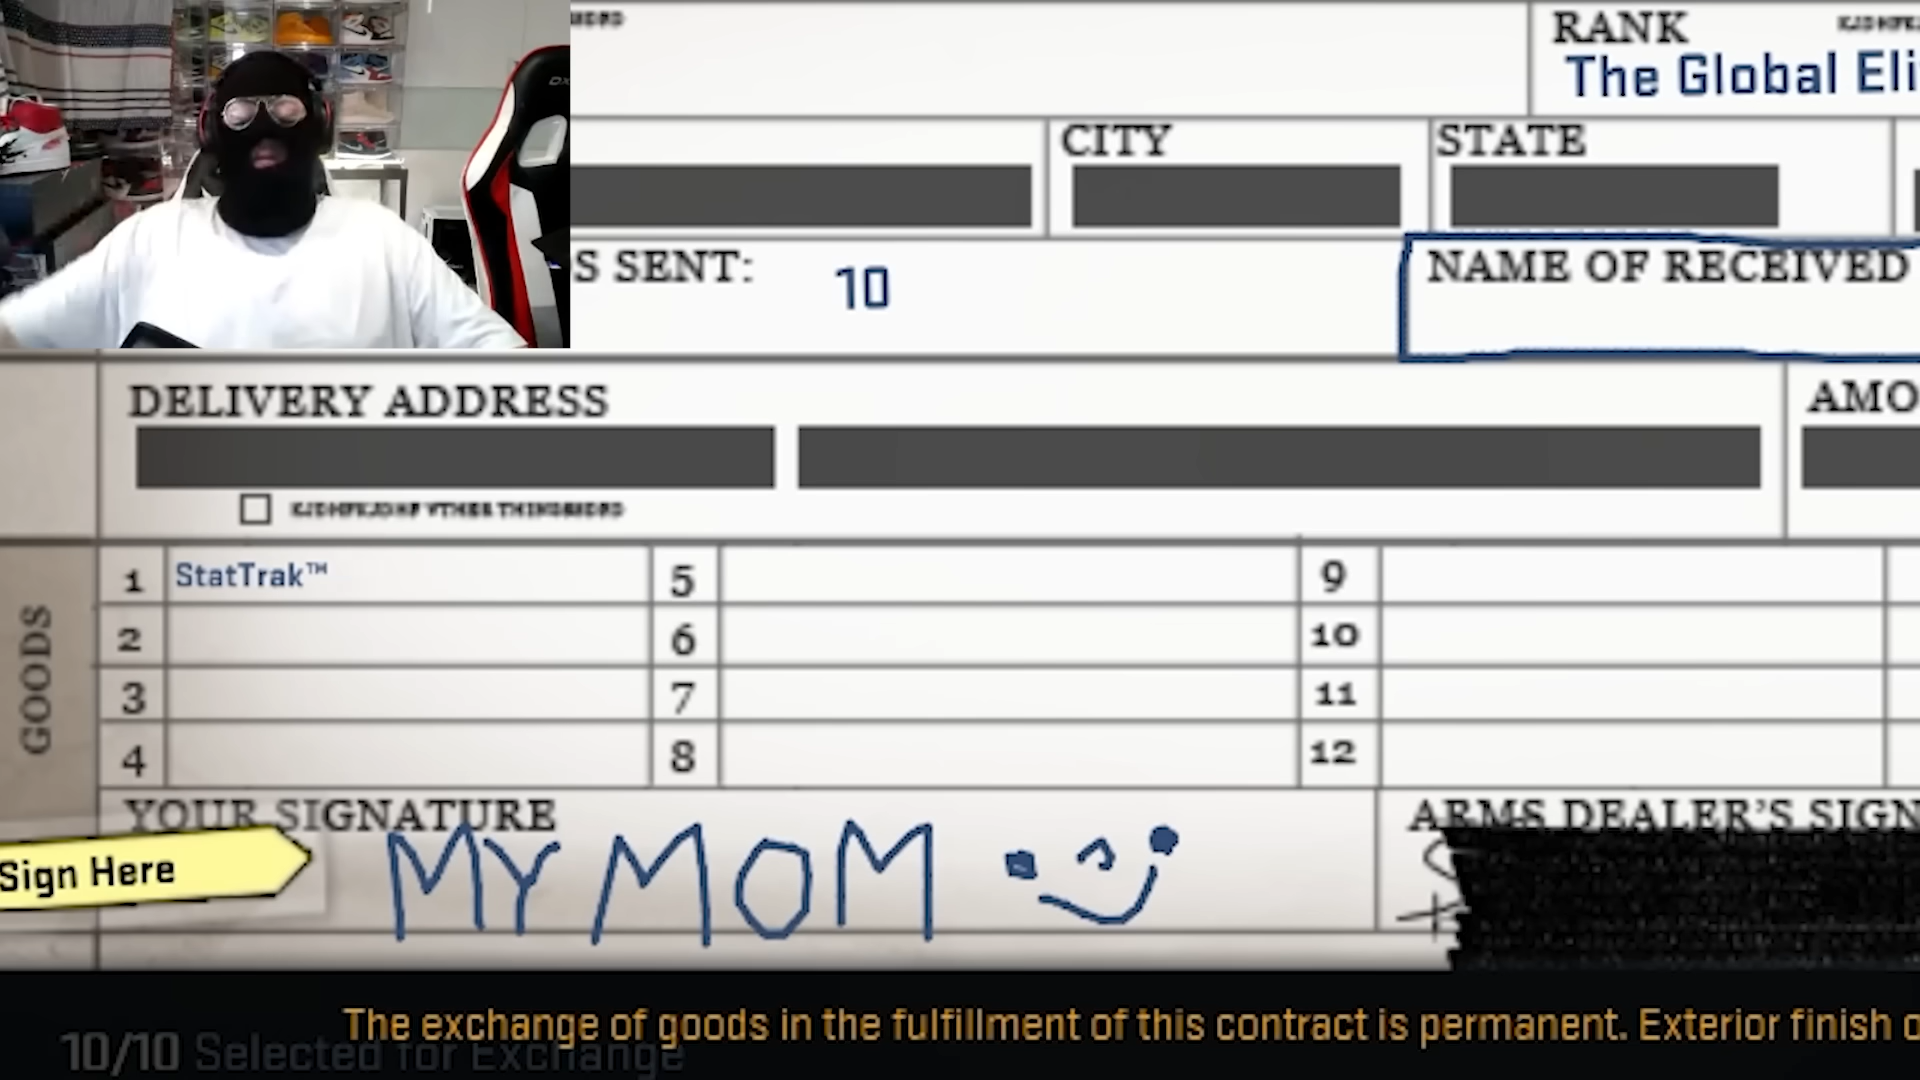 RANK
The Global Eli
CITY
STATE
S SENT: 10
NAME OF RECEIVED
DELIVERY ADDRESS
AMO
GOODS
1 StatTrak™ 5 9
2 6 10
3 7 11
4 8 12
YOUR SIGNATURE
ARMS DEALER'S SIGN
Sign Here
MY MOM
The exchange of goods in the fulfillment of this contract is permanent. Exterior finish o
10/10 Selected for Exchange